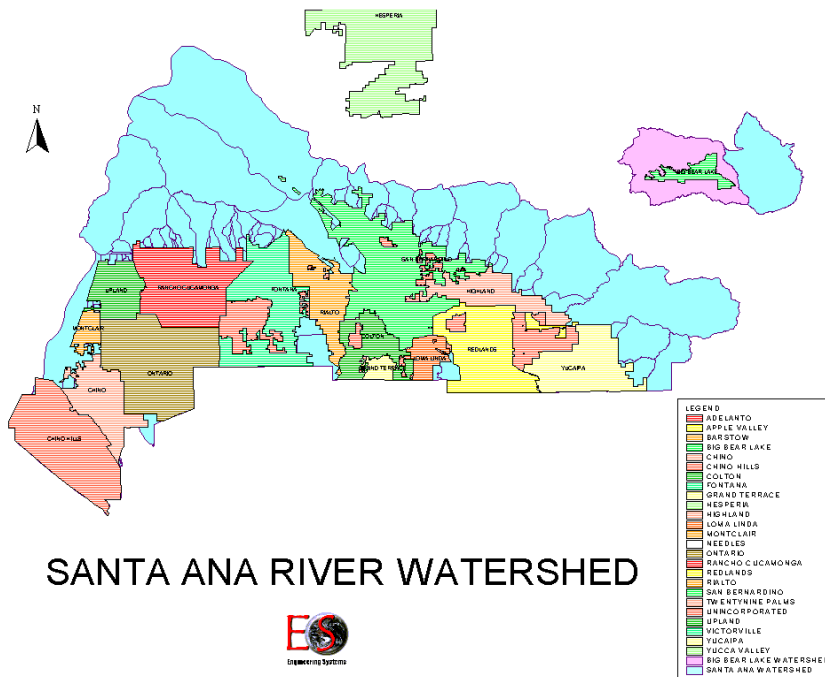 HESPERIA
N
BIG BEAR LAKE
SAN BERNARDINO
UPLAND
RANCHO CUCAMONGA
FONTANA
HIGHLAND
RIALTO
MONTCLAIR
COLTON
LOMA LINDA
REDLANDS
GRAND TERRACE
YUCAIPA
ONTARIO
CHINO
CHINO HILLS
LEGEND
ADELANTO
APPLE VALLEY
BARSTOW
BIG BEAR LAKE
CHINO
CHINO HILLS
COLTON
FONTANA
GRAND TERRACE
HESPERIA
HIGHLAND
LOMA LINDA
MONTCLAIR
NEEDLES
ONTARIO
RANCHO CUCAMONGA
REDLANDS
RIALTO
SAN BERNARDINO
TWENTYNINE PALMS
UNINCORPORATED
UPLAND
VICTORVILLE
YUCAIPA
YUCCA VALLEY
BIG BEAR LAKE WATERSHED
SANTA ANA WATERSHED
SANTA ANA RIVER WATERSHED
ES
Engineering Systems